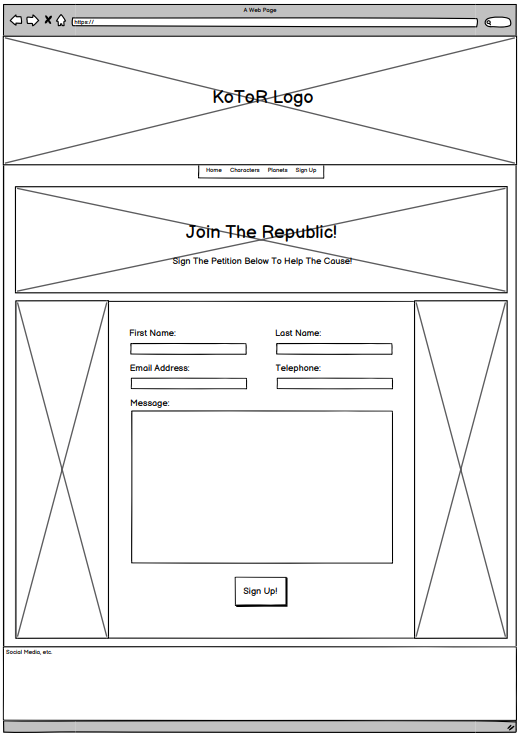 A Web Page
https://
KoToR Logo
Home Characters Planets Sign Up
Join The Republic!
Sign The Petition Below To Help The Cause!
First Name: Last Name:
Email Address: Telephone:
Message:
Sign Up!
Social Media, etc.